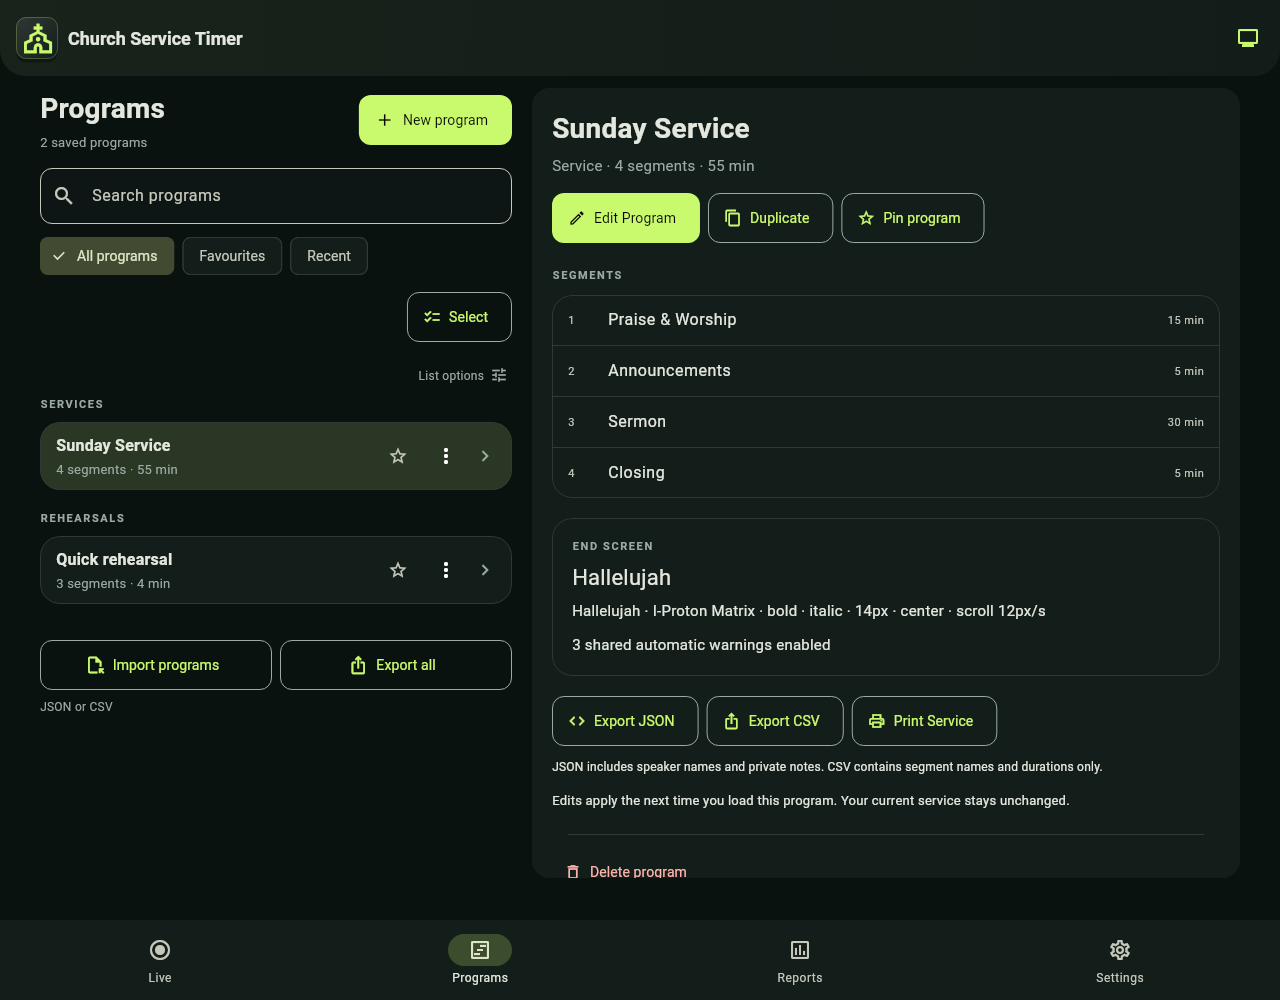 Church Service Timer
Programs
2 saved programs
New program
Search programs
All programs
Favourites
Recent
Select
List options
SERVICES
Sunday Service
4 segments · 55 min
REHEARSALS
Quick rehearsal
3 segments · 4 min
Import programs
Export all
JSON or CSV
Sunday Service
Service · 4 segments · 55 min
Edit Program
Duplicate
Pin program
SEGMENTS
1 Praise & Worship 15 min
2 Announcements 5 min
3 Sermon 30 min
4 Closing 5 min
END SCREEN
Hallelujah
Hallelujah · I-Proton Matrix · bold · italic · 14px · center · scroll 12px/s
3 shared automatic warnings enabled
Export JSON
Export CSV
Print Service
JSON includes speaker names and private notes. CSV contains segment names and durations only.
Edits apply the next time you load this program. Your current service stays unchanged.
Delete program
Live
Programs
Reports
Settings